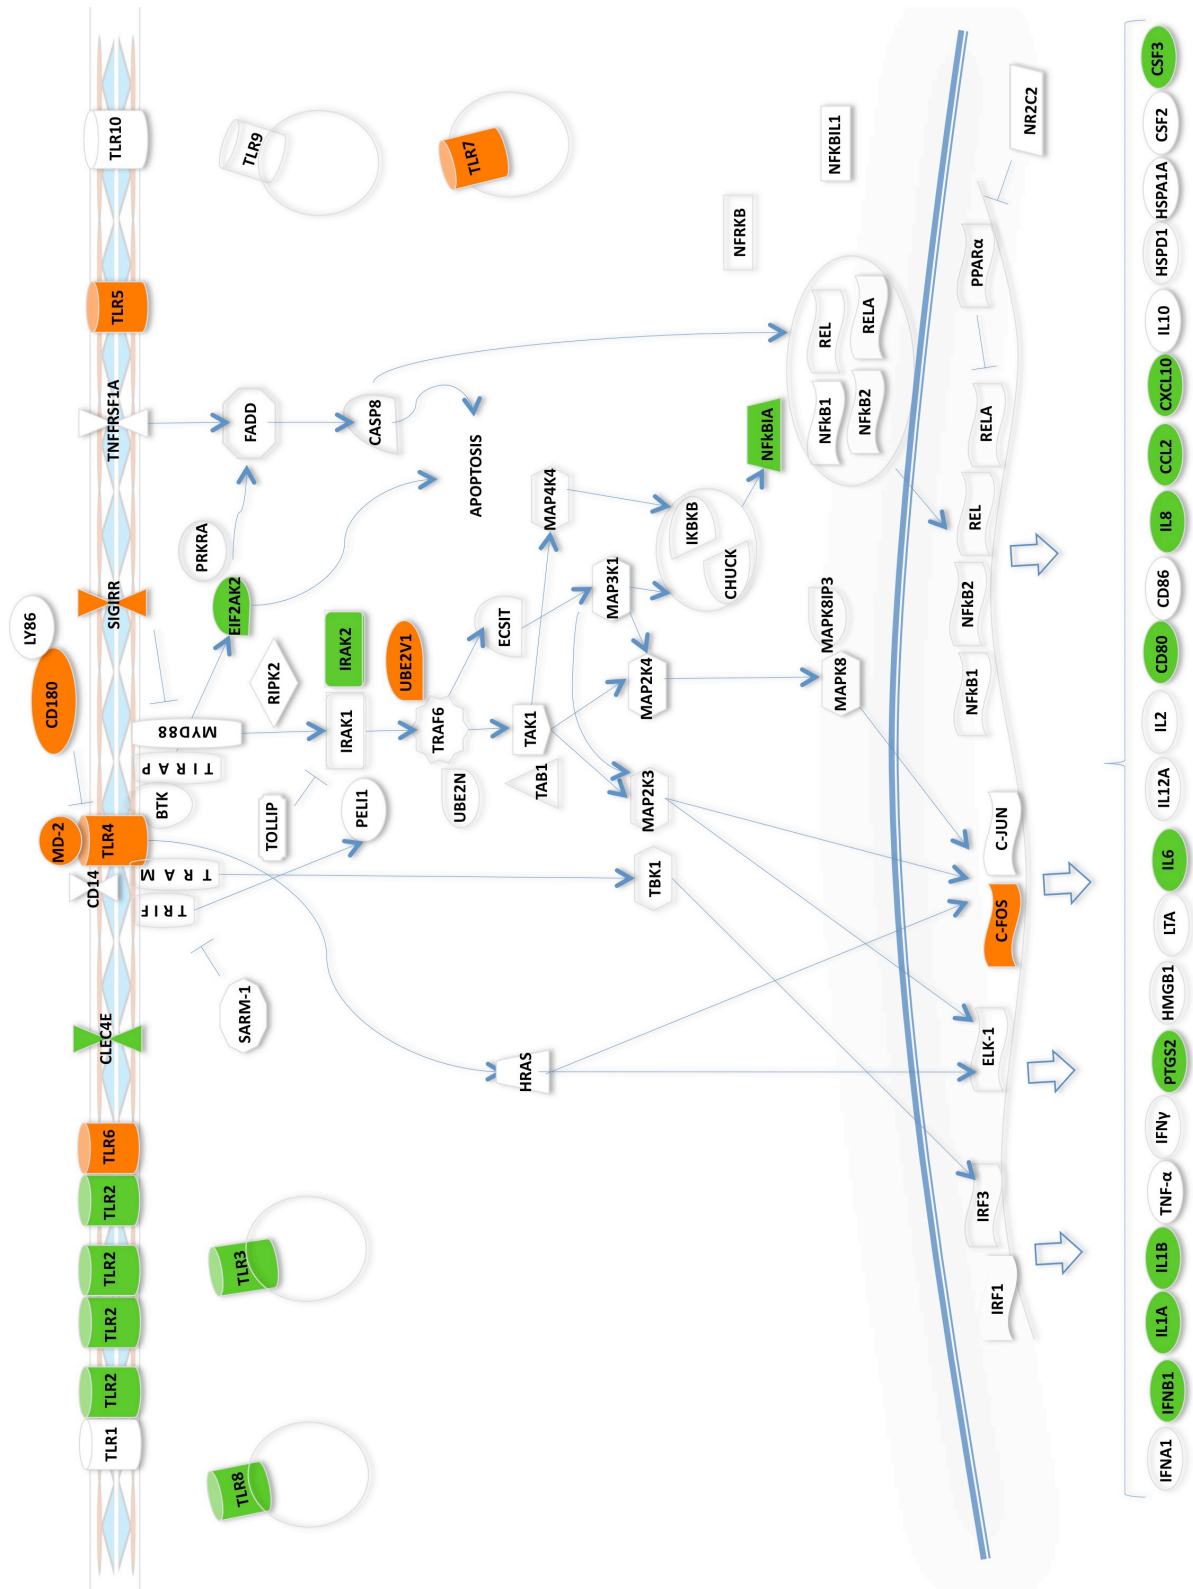 TLR1
TLR2
TLR2
TLR2
TLR2
TLR6
CLEC4E
CD14
TLR4
MD-2
CD180
LY86
SIGIRR
TNFRSF1A
TLR5
TLR10
TLR8
TLR3
SARM-1
TRIF
TRAM
BTK
TIRAP
MYD88
EIF2AK2
PRKRA
FADD
TLR9
TOLLIP
RIPK2
PELI1
IRAK1
IRAK2
CASP8
UBE2N
TRAF6
UBE2V1
TLR7
HRAS
TAB1
TAK1
ECSIT
APOPTOSIS
MAP4K4
TBK1
MAP2K3
MAP2K4
MAP3K1
IKBKB
CHUCK
NFkBIA
NFRKB
MAPK8
MAPK8IP3
NFkB1
REL
NFkB2
RELA
NFKBIL1
IRF1
IRF3
ELK-1
C-FOS
C-JUN
NFkB1
NFkB2
REL
RELA
PPARα
NR2C2
IFNA1
IFNB1
IL1A
IL1B
TNF-α
IFNγ
PTGS2
HMGB1
LTA
IL6
IL12A
IL2
CD80
CD86
IL8
CCL2
CXCL10
IL10
HSPD1
HSPA1A
CSF2
CSF3